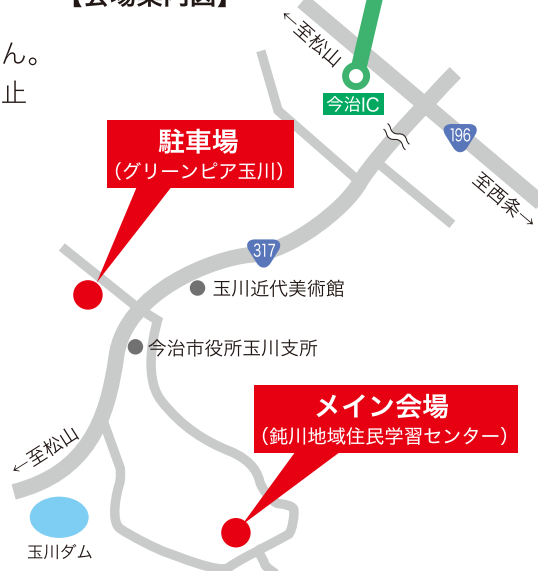 【会場案内図】
ん。
止
←至松山
今治IC
196
至西条→
駐車場
（グリーンピア玉川）
317
玉川近代美術館
今治市役所玉川支所
メイン会場
（鈍川地域住民学習センター）
←至松山
玉川ダム